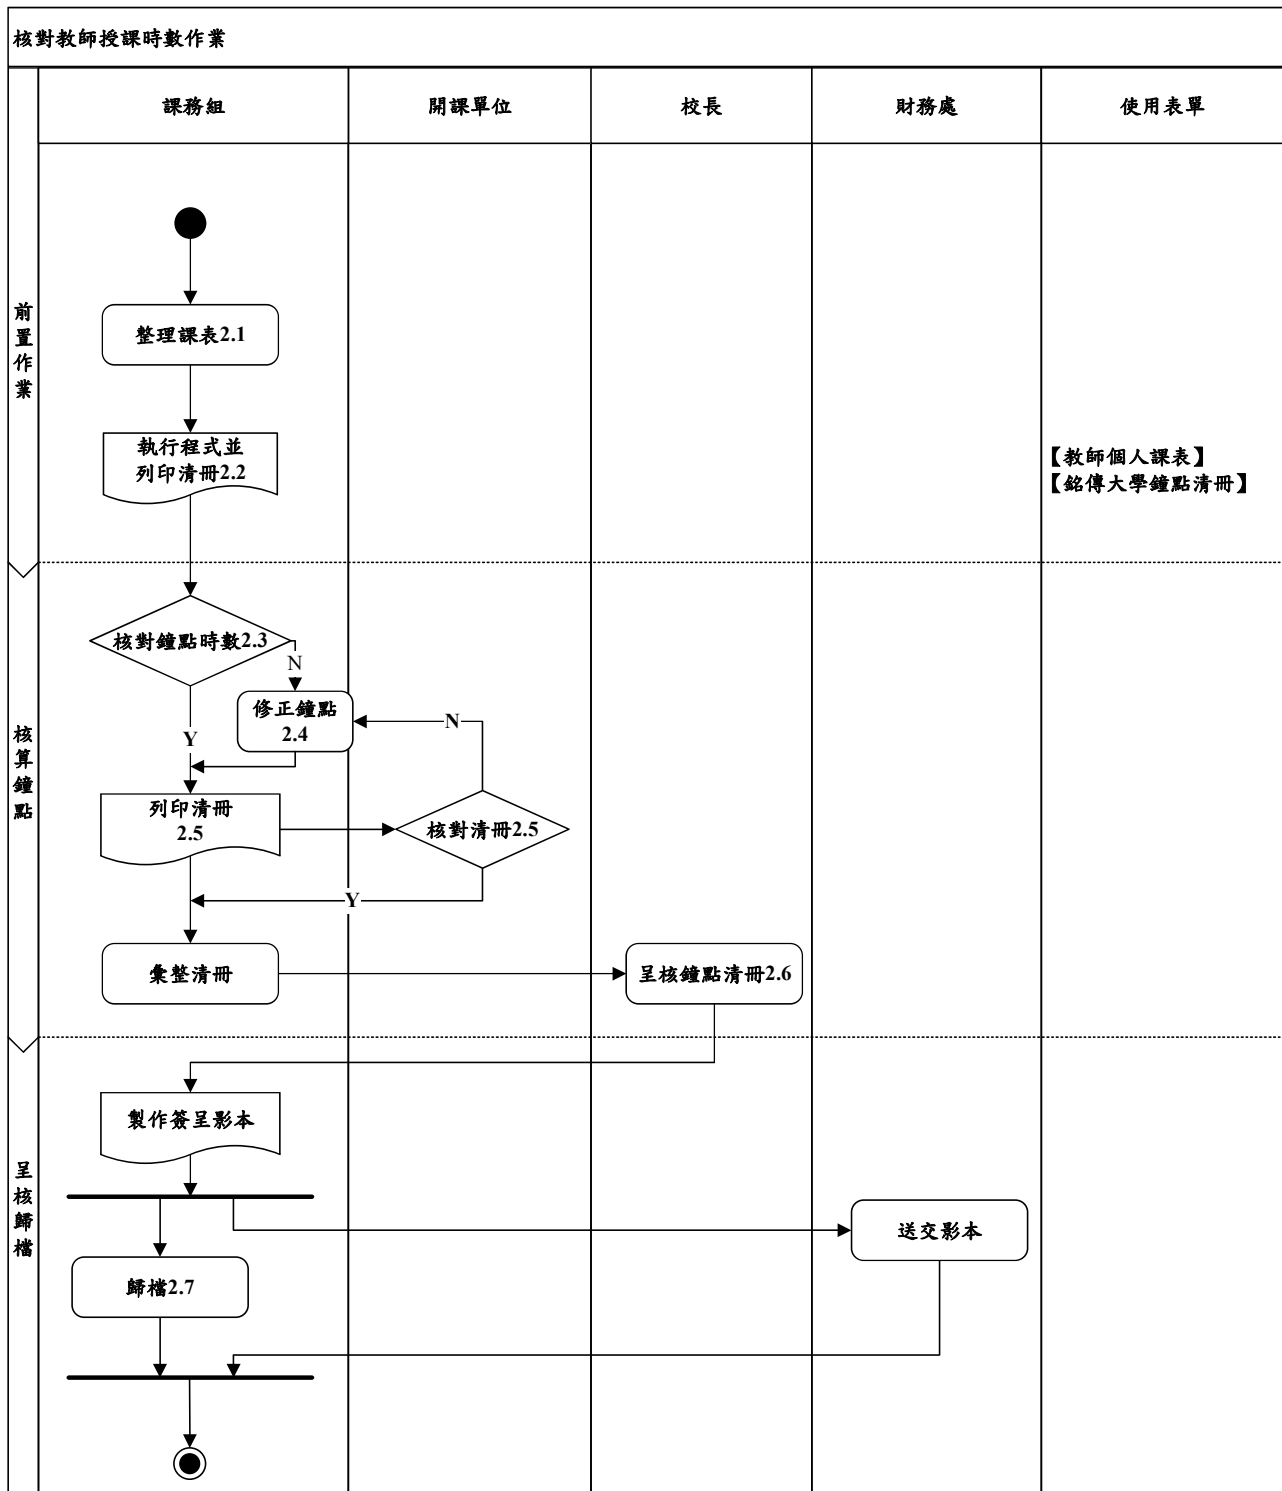 核對教師授課時數作業
課務組
開課單位
校長
財務處
使用表單
前置作業
整理課表2.1
執行程式並
列印清冊2.2
【教師個人課表】
【銘傳大學鐘點清冊】
核算鐘點
核對鐘點時數2.3
N
修正鐘點
2.4
N
Y
列印清冊
2.5
核對清冊2.5
Y
彙整清冊
呈核鐘點清冊2.6
呈核歸檔
製作簽呈影本
送交影本
歸檔2.7